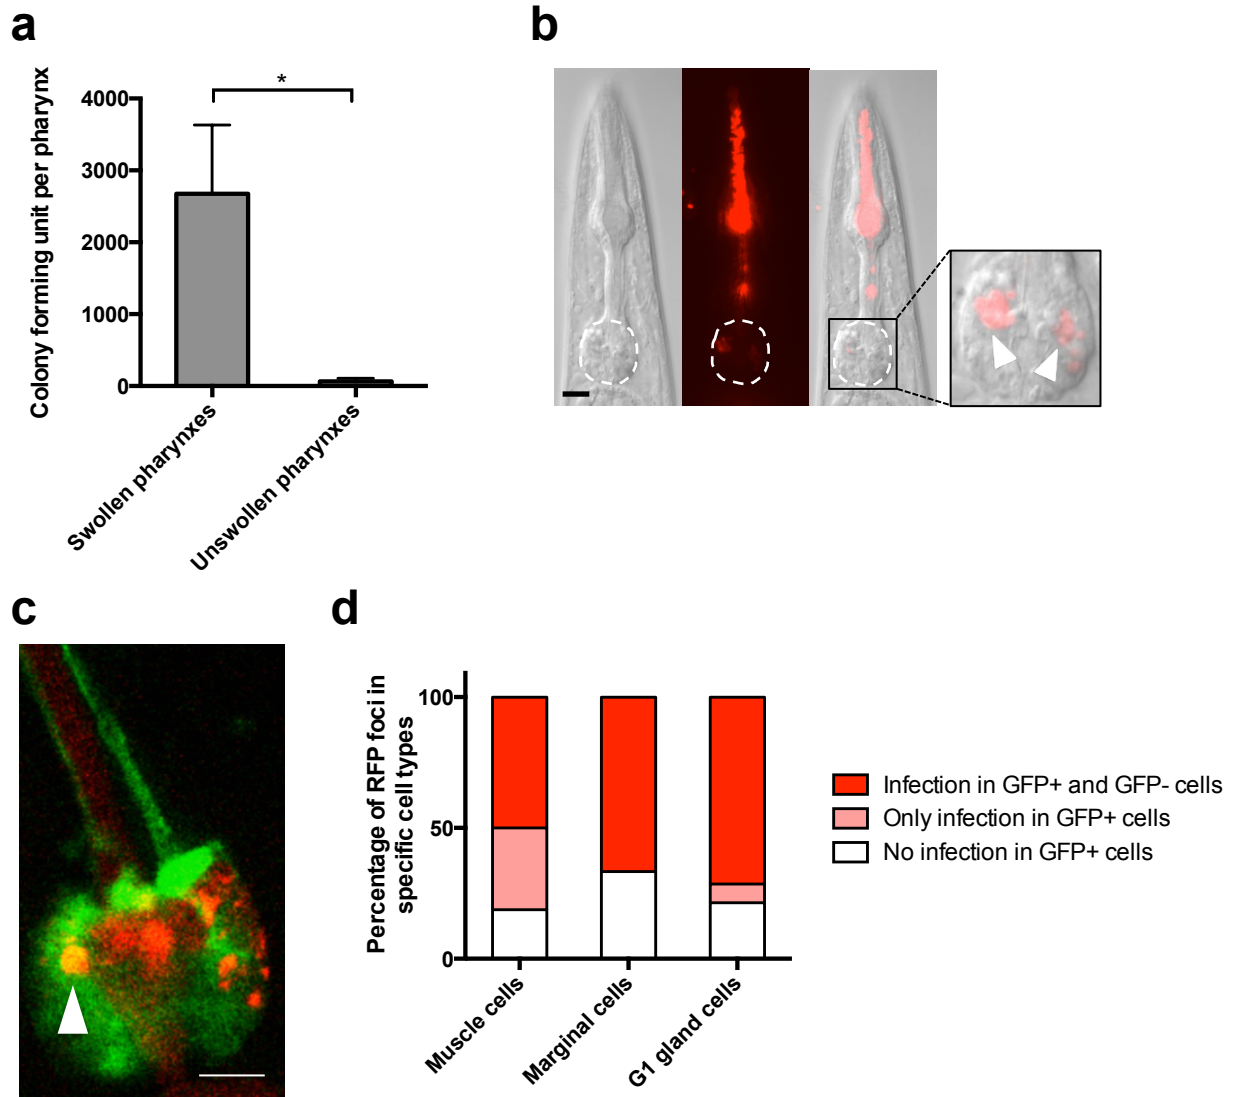 a
Colony forming unit per pharynx
4000
3000
2000
1000
0
*
Swollen pharynxes
Unswollen pharynxes
b
c
d
Percentage of RFP foci in
specific cell types
100
50
0
Muscle cells
Marginal cells
G1 gland cells
Infection in GFP+ and GFP- cells
Only infection in GFP+ cells
No infection in GFP+ cells